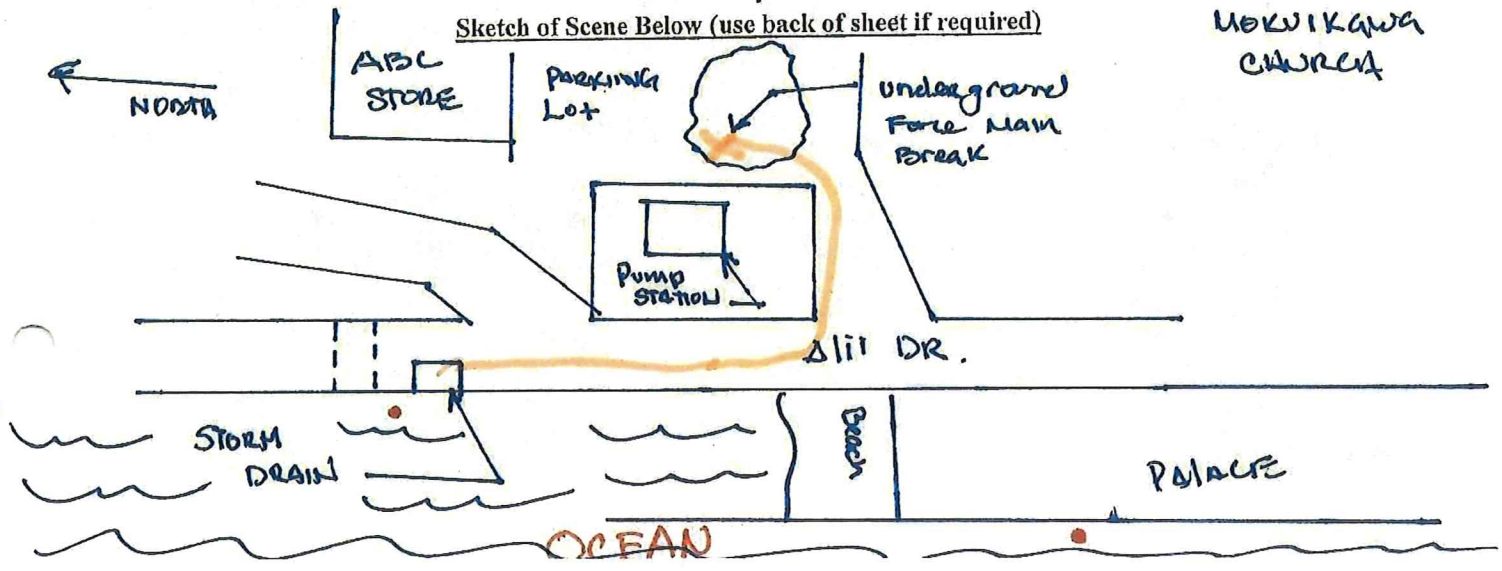 Sketch of Scene Below (use back of sheet if required)
MOKUIKAWA
CHURCH
ABC
STORE
PARKING
Lot
underground
Force Main
Break
NORTH
Pump
STATION
Alii DR.
STORM
DRAIN
Beach
PALACE
OCEAN